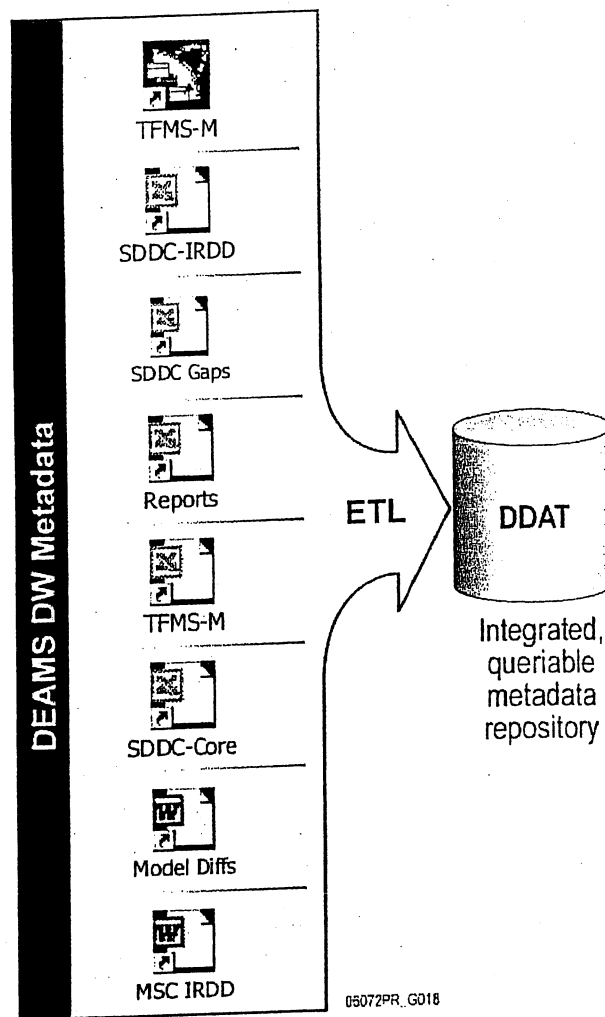 DEAMS DW Metadata
TFMS-M
SDDC-IRDD
SDDC Gaps
Reports
TFMS-M
SDDC-Core
Model Diffs
MSC IRDD
ETL
DDAT
Integrated,
queriable
metadata
repository
05072PR_G018